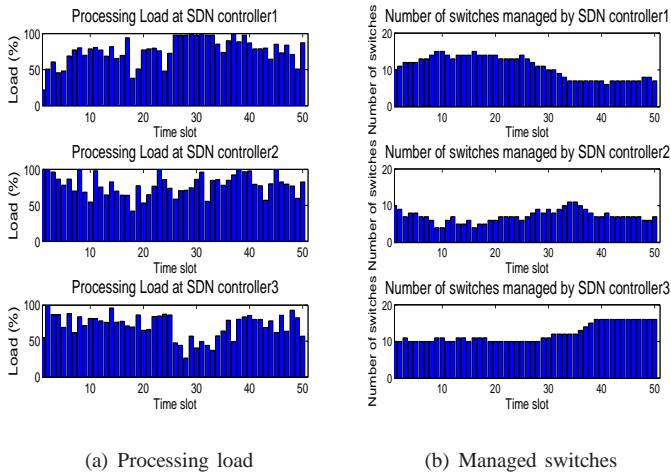 Processing Load at SDN controller1
100
50
0
Load (%)
10 20 30 40 50
Time slot
Processing Load at SDN controller2
100
50
0
Load (%)
10 20 30 40 50
Time slot
Processing Load at SDN controller3
100
50
0
Load (%)
10 20 30 40 50
Time slot
(a) Processing load
Number of switches managed by SDN controller1
20
10
0
Number of switches
10 20 30 40 50
Time slot
Number of switches managed by SDN controller2
20
10
0
Number of switches
10 20 30 40 50
Time slot
Number of switches managed by SDN controller3
20
10
0
Number of switches
10 20 30 40 50
Time slot
(b) Managed switches